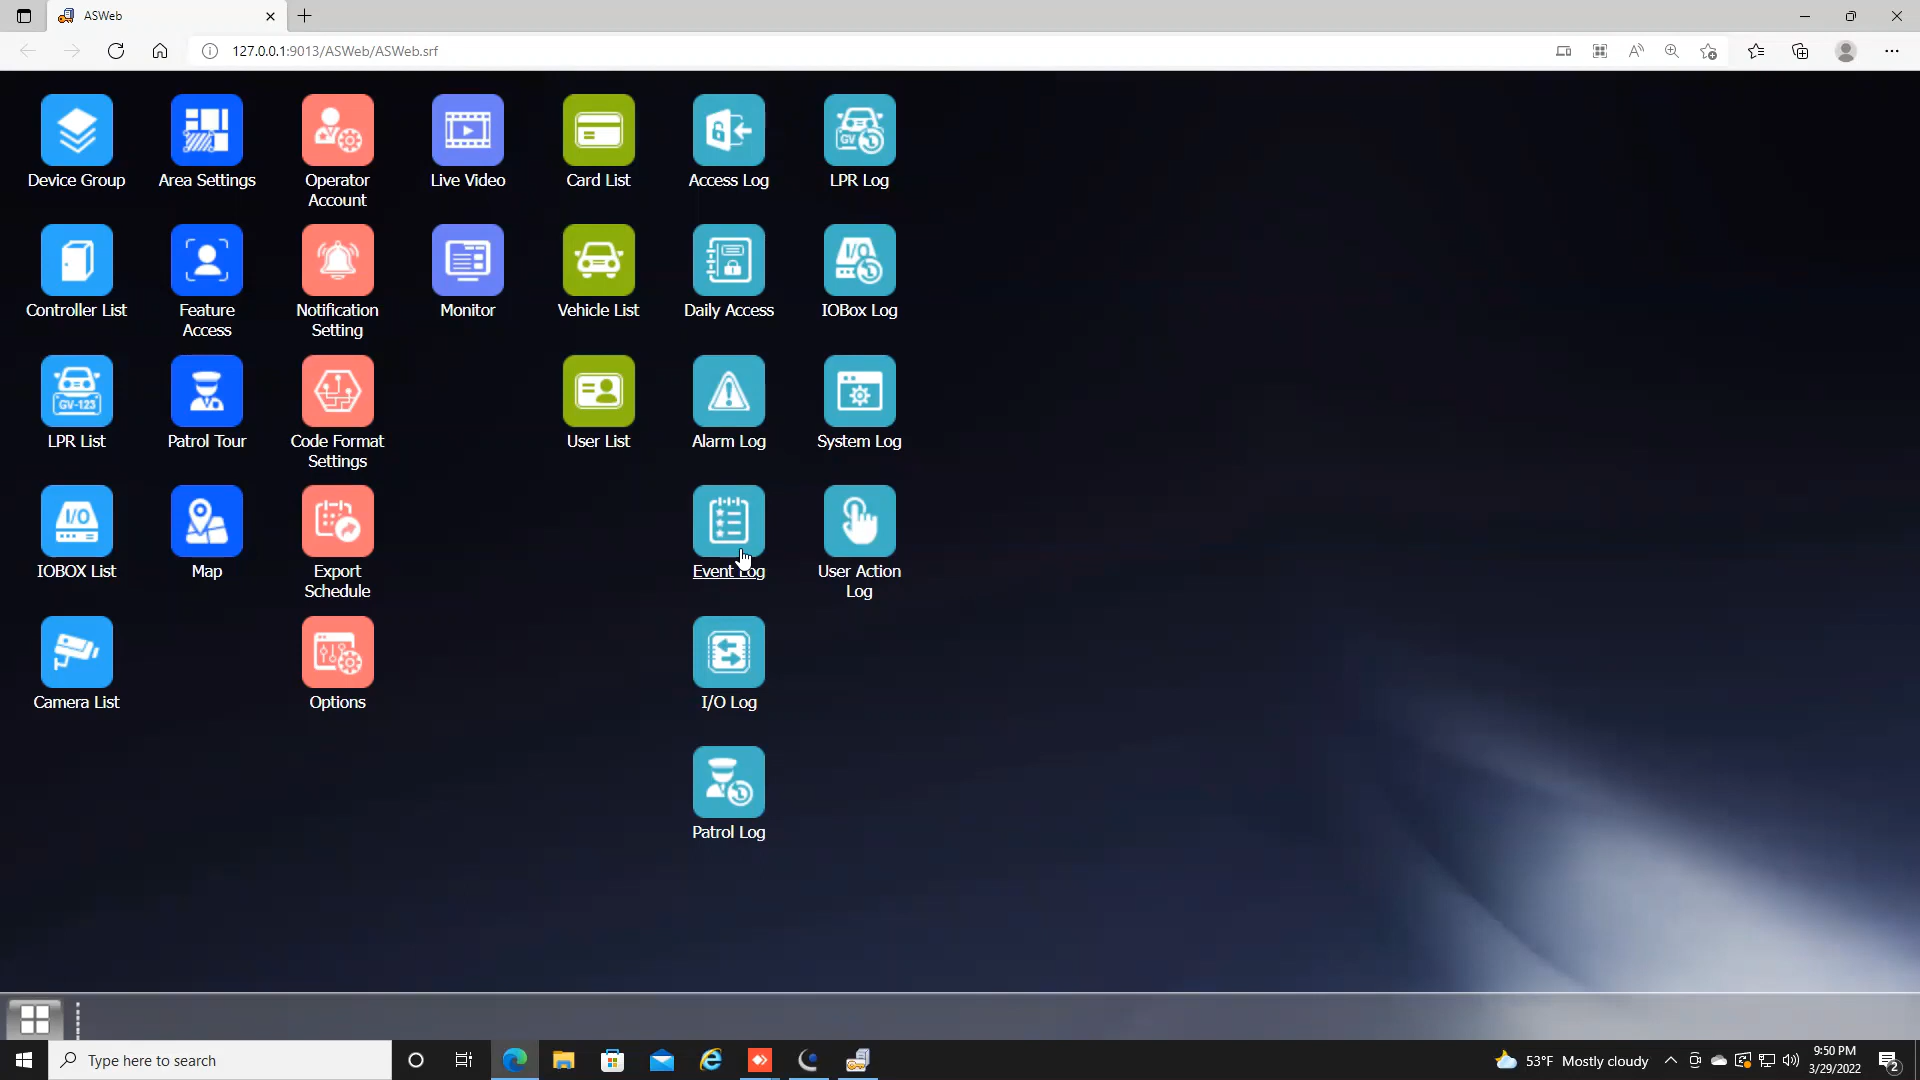 ASWeb
127.0.0.1:9013/ASWeb/ASWeb.srf
Device Group
Area Settings
Operator
Account
Live Video
Card List
Access Log
GV
LPR Log
Controller List
Feature
Access
Notification
Setting
Monitor
Vehicle List
Daily Access
I/O
IOBox Log
GV-123
LPR List
Patrol Tour
Code Format
Settings
User List
Alarm Log
System Log
I/O
IOBOX List
Map
Export
Schedule
Event Log
User Action
Log
Camera List
Options
I/O Log
Patrol Log
Type here to search
53°F Mostly cloudy
9:50 PM
3/29/2022
2